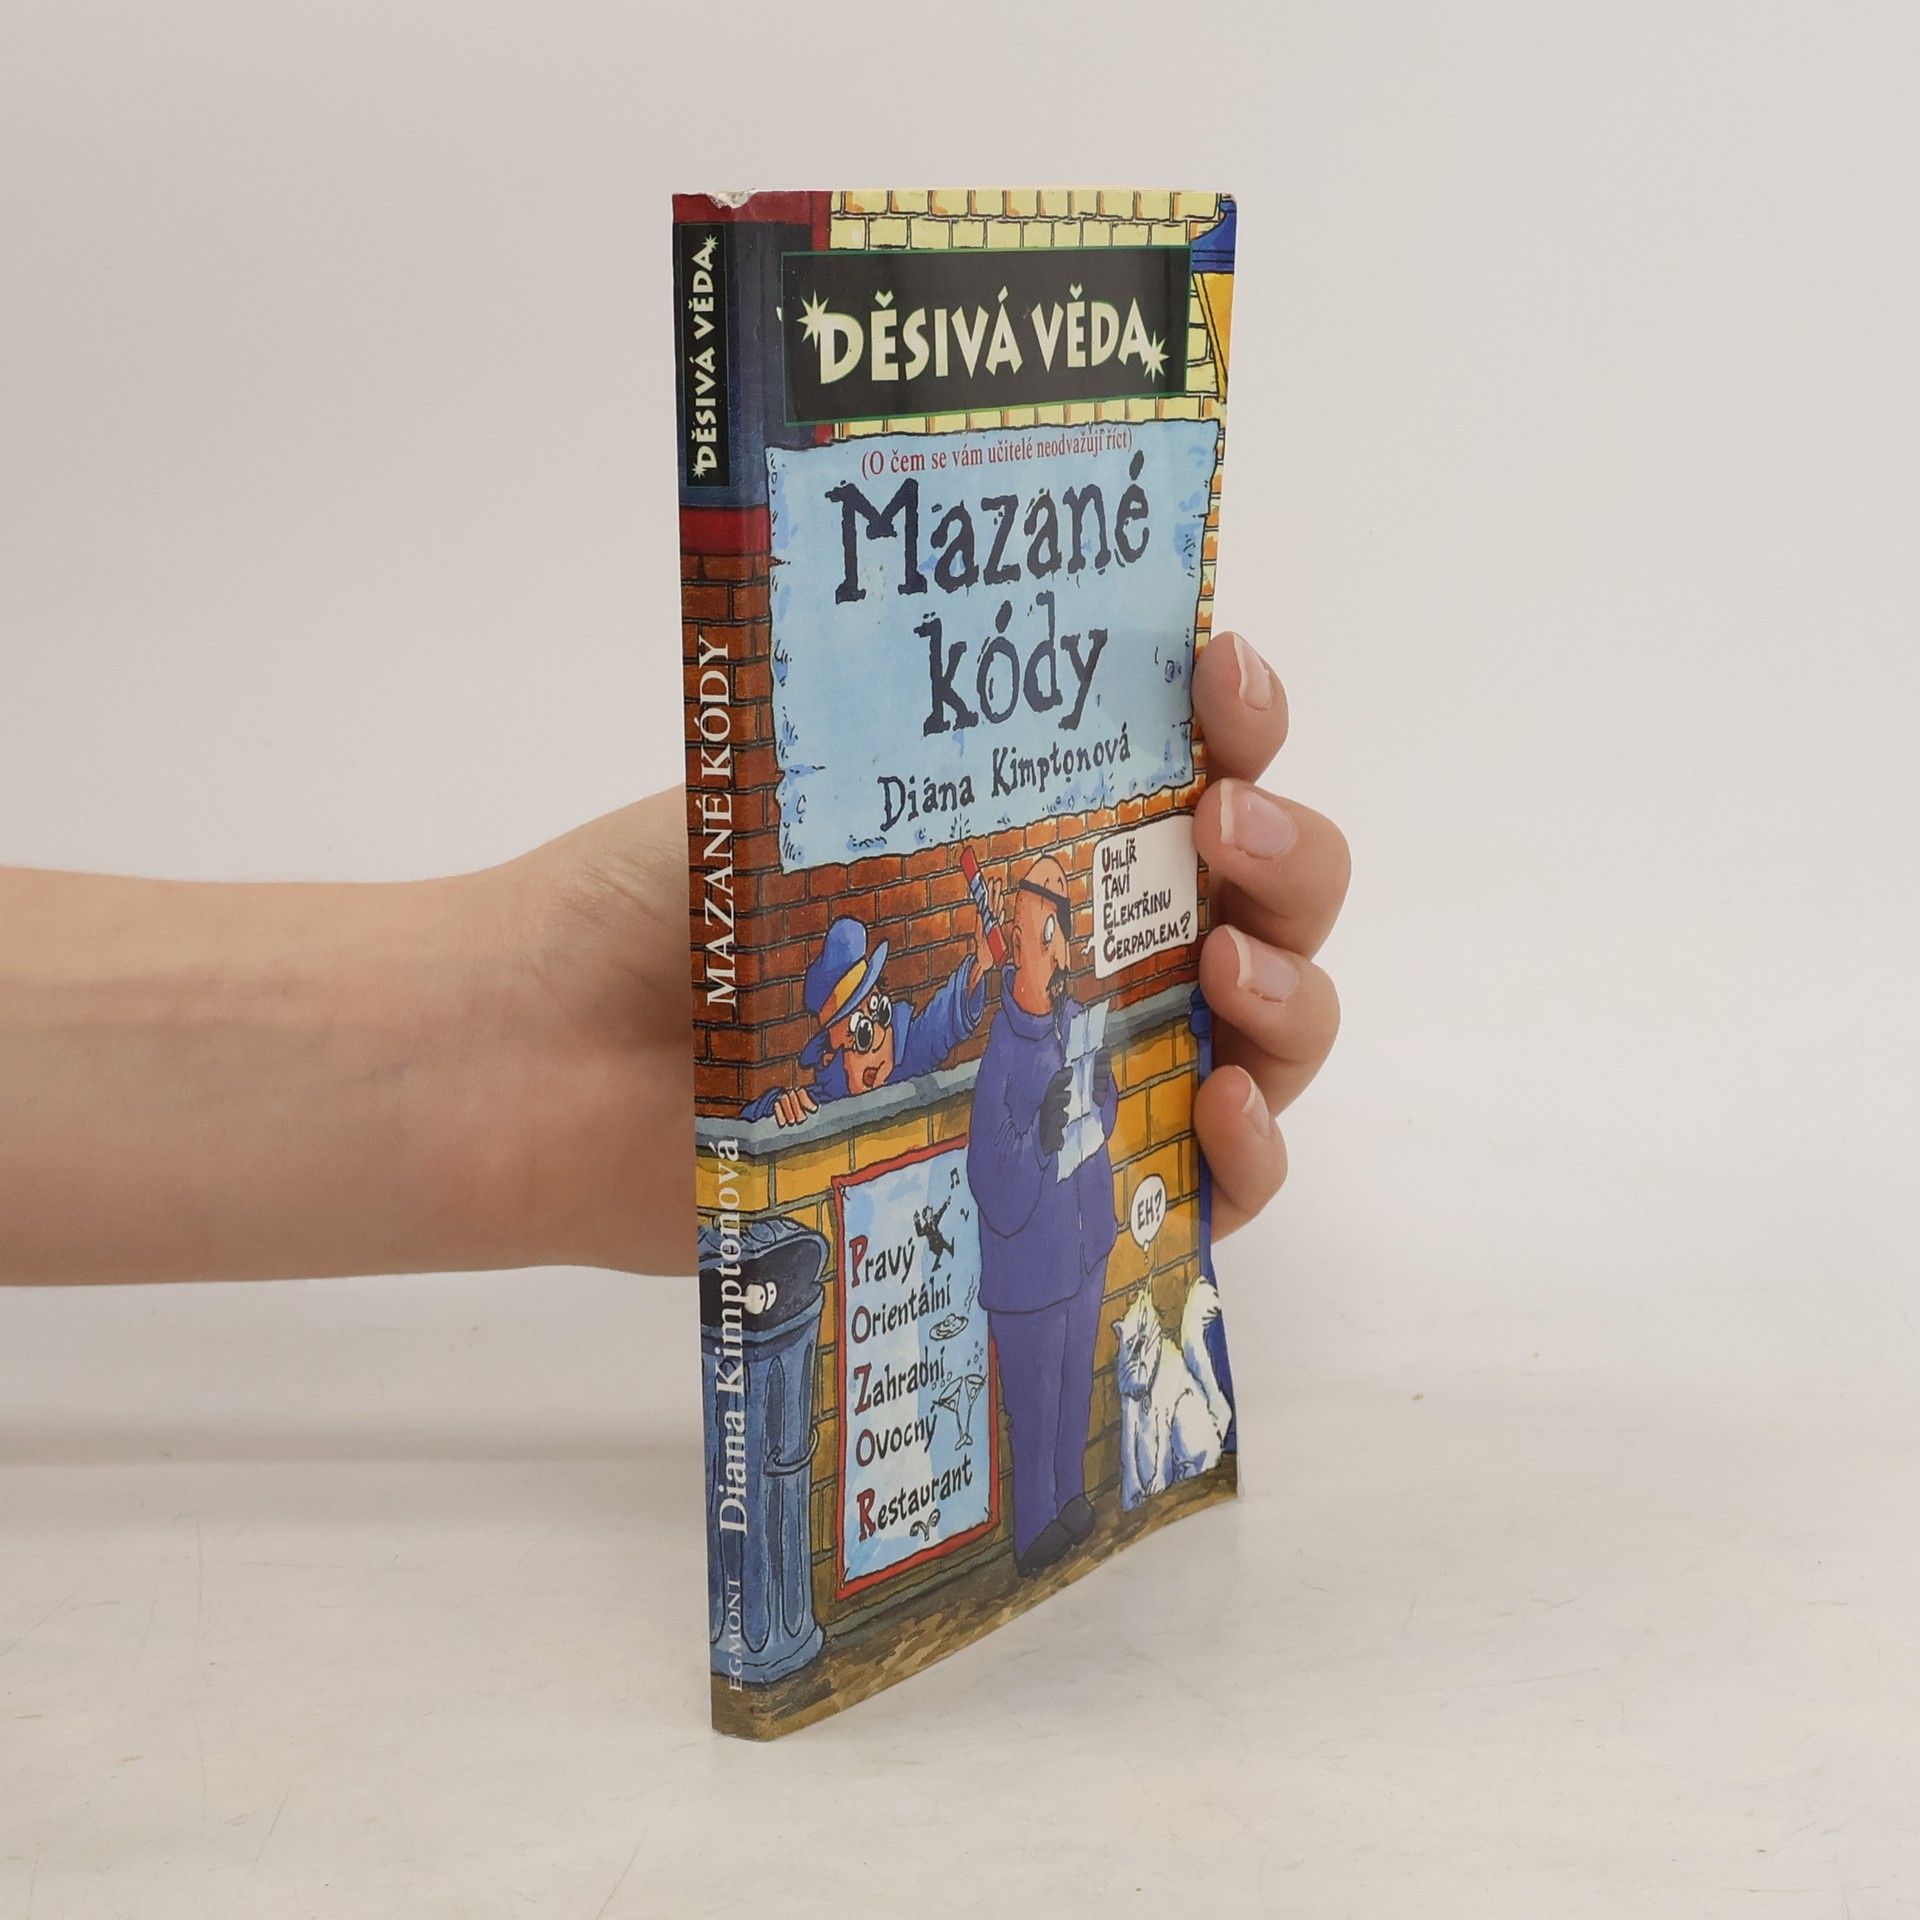 DĚSIVÁ VĚDA
MAZANÉ KÓDY
Diana Kimptonová
EGMONT
DĚSIVÁ VĚDA
(O čem se vám učitelé neodvažují říct)
Mazané
kódy
Diana Kimptonová
UHLÍŘ
TAVÍ
ELEKTŘINU
ČERPADLEM?
EH?
Pravý
Orientální
Zahradní
Ovocný
Restaurant